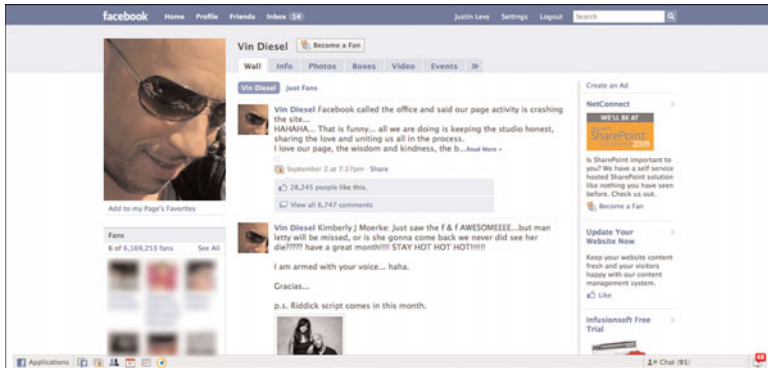 facebook Home Profile Friends Inbox 14 Justin Levy Settings Logout Search
Vin Diesel Become a Fan
Wall Info Photos Boxes Video Events »
Vin Diesel Just Fans
Vin Diesel Facebook called the office and said our page activity is crashing
the site...
HAHAHA... That is funny... all we are doing is keeping the studio honest,
sharing the love and uniting us all in the process.
I love our page, the wisdom and kindness, the b...Read More
September 2 at 7:27pm · Share
28,245 people like this.
View all 6,747 comments
Vin Diesel Kimberly J Moerke: Just saw the f & f AWESOMEEEE...but man
letty will be missed, or is she gonna come back we never did see her
die????? have a great month!!!! STAY HOT HOT HOT!!!!!!
I am armed with your voice... haha.
Gracias...
p.s. Riddick script comes in this month.
Add to my Page's Favorites
Fans
6 of 6,169,253 fans See All
Create an Ad
NetConnect x
WE'LL BE AT
SharePoint
2009
Is SharePoint important to
you? We have a self service
hosted SharePoint solution
like nothing you have seen
before. Check us out.
Become a Fan
Update Your x
Website Now
Keep your website content
fresh and your visitors
happy with our content
management system.
Like
Infusionsoft Free x
Trial
Applications 31 Chat (91)